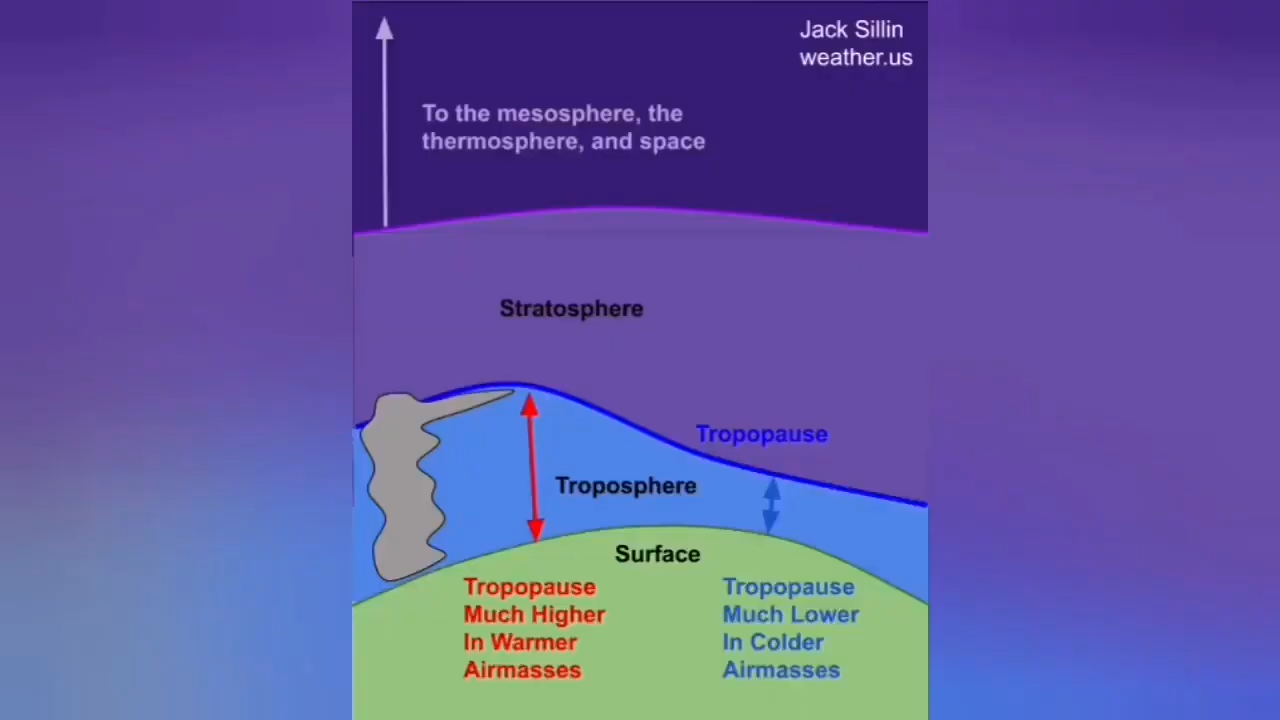 Jack Sillin
weather.us
To the mesosphere, the
thermosphere, and space
Stratosphere
Tropopause
Troposphere
Surface
Tropopause
Much Higher
In Warmer
Airmasses
Tropopause
Much Lower
In Colder
Airmasses